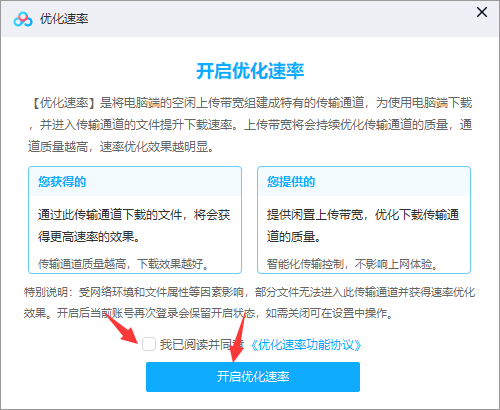 优化速率
开启优化速率
【优化速率】是将电脑端的空闲上传带宽组建成特有的传输通道，为使用电脑端下载
，并进入传输通道的文件提升下载速率。上传带宽将会持续优化传输通道的质量，通
道质量越高，速率优化效果越明显。
您获得的
通过此传输通道下载的文件，将会获
得更高速率的效果。
传输通道质量越高，下载效果越好。
您提供的
提供闲置上传带宽，优化下载传输通
道的质量。
智能化传输控制，不影响上网体验。
特别说明：受网络环境和文件属性等因素影响，部分文件无法进入此传输通道并获得速率优化
效果。开启后当前账号再次登录会保留开启状态，如需关闭可在设置中操作。
我已阅读并同意《优化速率功能协议》
开启优化速率